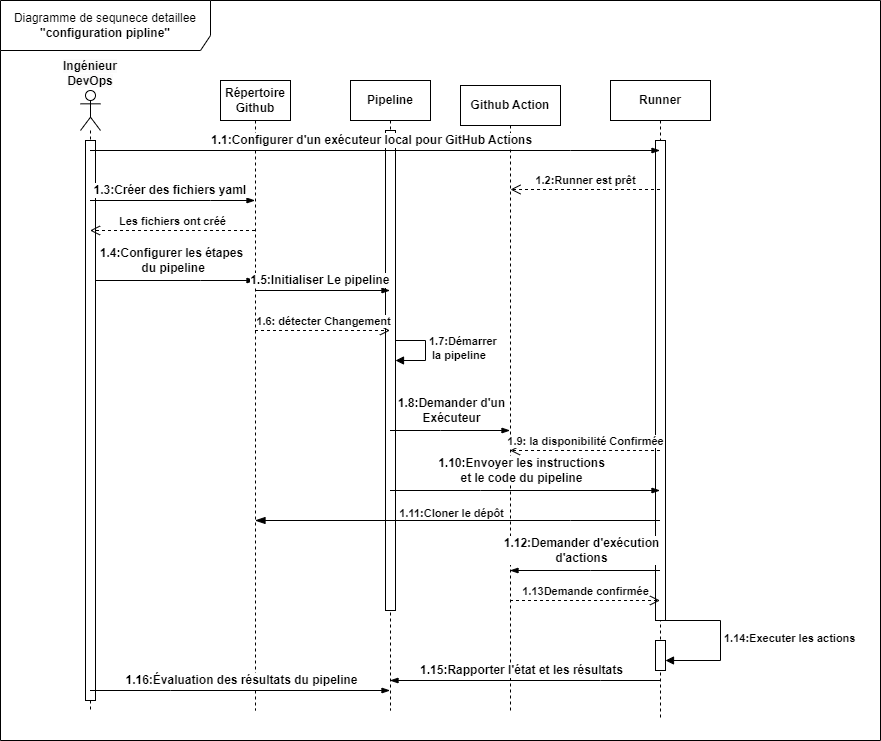 Diagramme de sequnece detaillee
"configuration pipline"
Ingénieur
DevOps
Répertoire
Github
Pipeline
Github Action
Runner
1.1:Configurer d'un exécuteur local pour GitHub Actions
1.2:Runner est prêt
1.3:Créer des fichiers yaml
Les fichiers ont créé
1.4:Configurer les étapes
du pipeline
1.5:Initialiser Le pipeline
1.6: détecter Changement
1.7:Démarrer
la pipeline
1.8:Demander d'un
Exécuteur
1.9: la disponibilité Confirmée
1.10:Envoyer les instructions
et le code du pipeline
1.11:Cloner le dépôt
1.12:Demander d'exécution
d'actions
1.13Demande confirmée
1.14:Executer les actions
1.15:Rapporter l'état et les résultats
1.16:Évaluation des résultats du pipeline